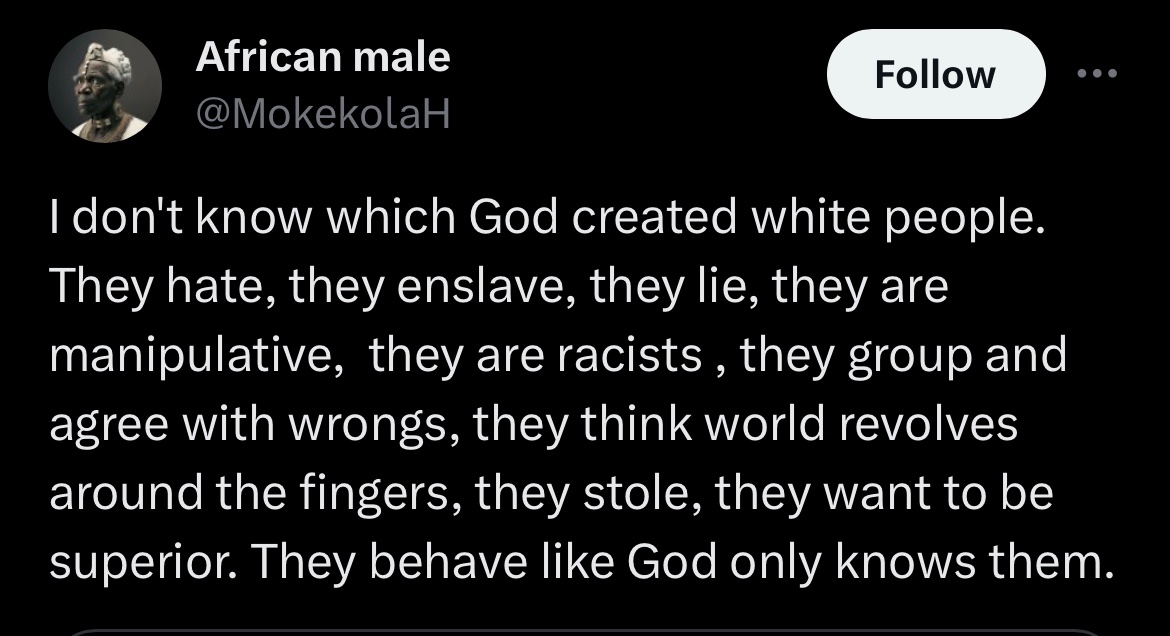 African male
@MokekolaH
Follow
I don't know which God created white people.
They hate, they enslave, they lie, they are
manipulative,  they are racists , they group and
agree with wrongs, they think world revolves
around the fingers, they stole, they want to be
superior. They behave like God only knows them.